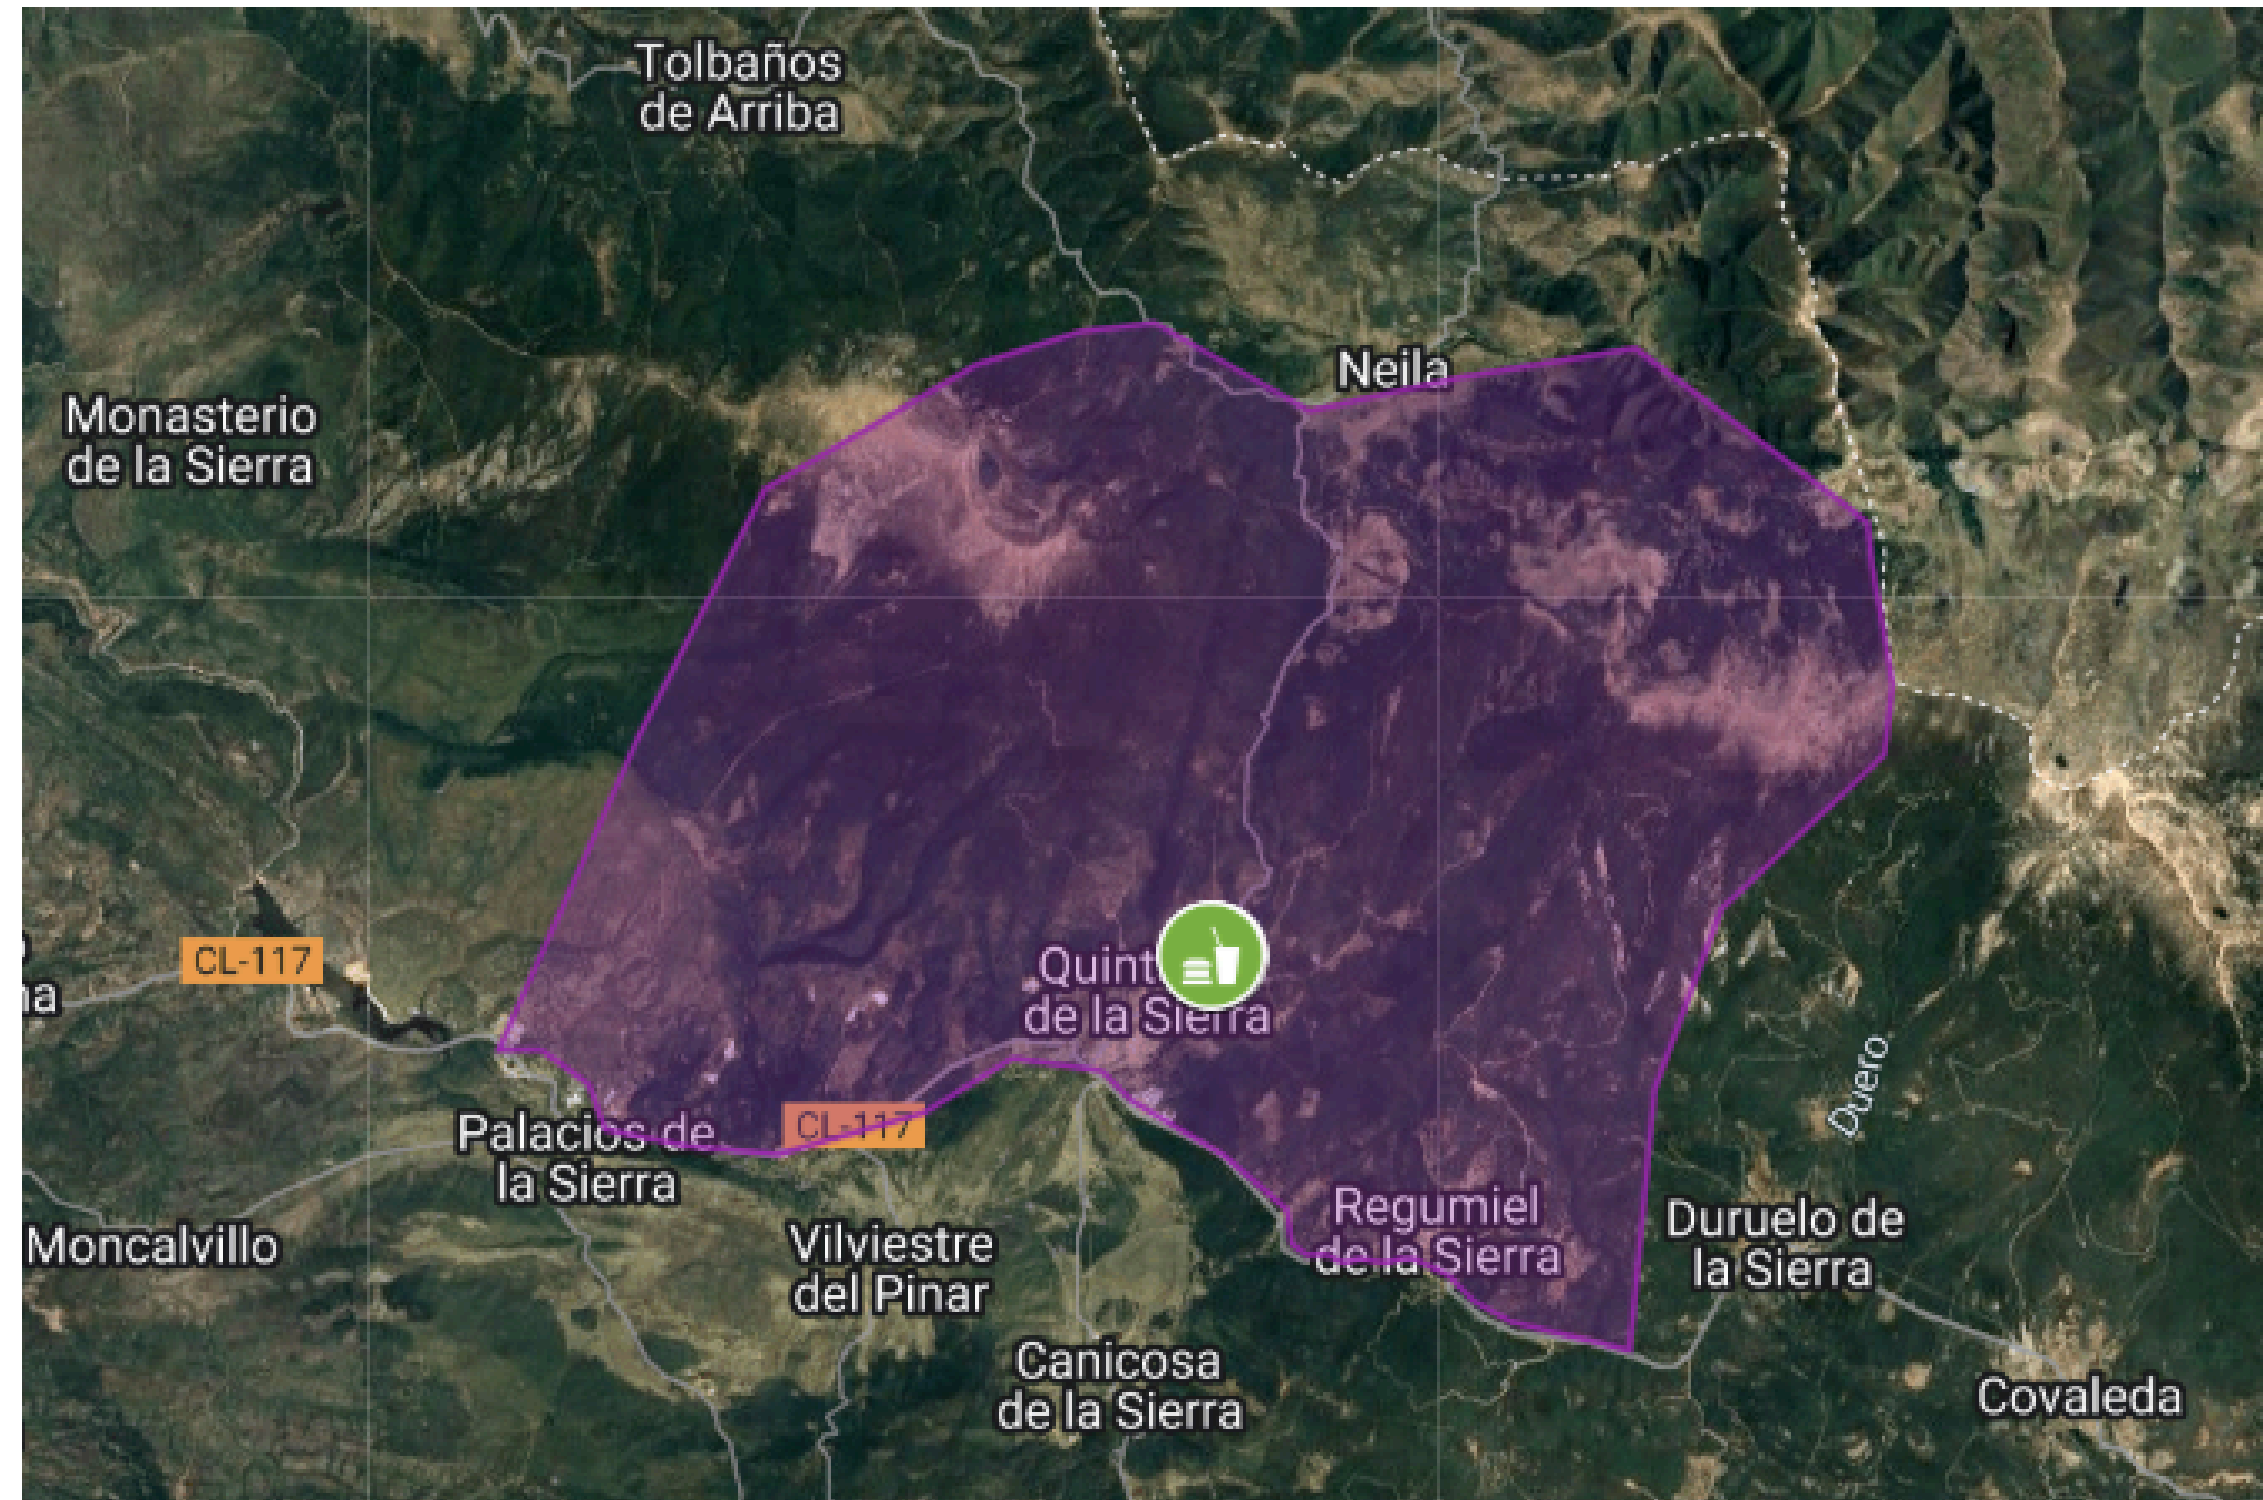 Tolbaños
de Arriba
Neila
Monasterio
de la Sierra
CL-117
Quint
de la Sierra
CL-117
Palacios de
la Sierra
Duero
Regumiel
de la Sierra
Duruelo de
la Sierra
Moncalvillo
Vilviestre
del Pinar
Canicosa
de la Sierra
Covaleda